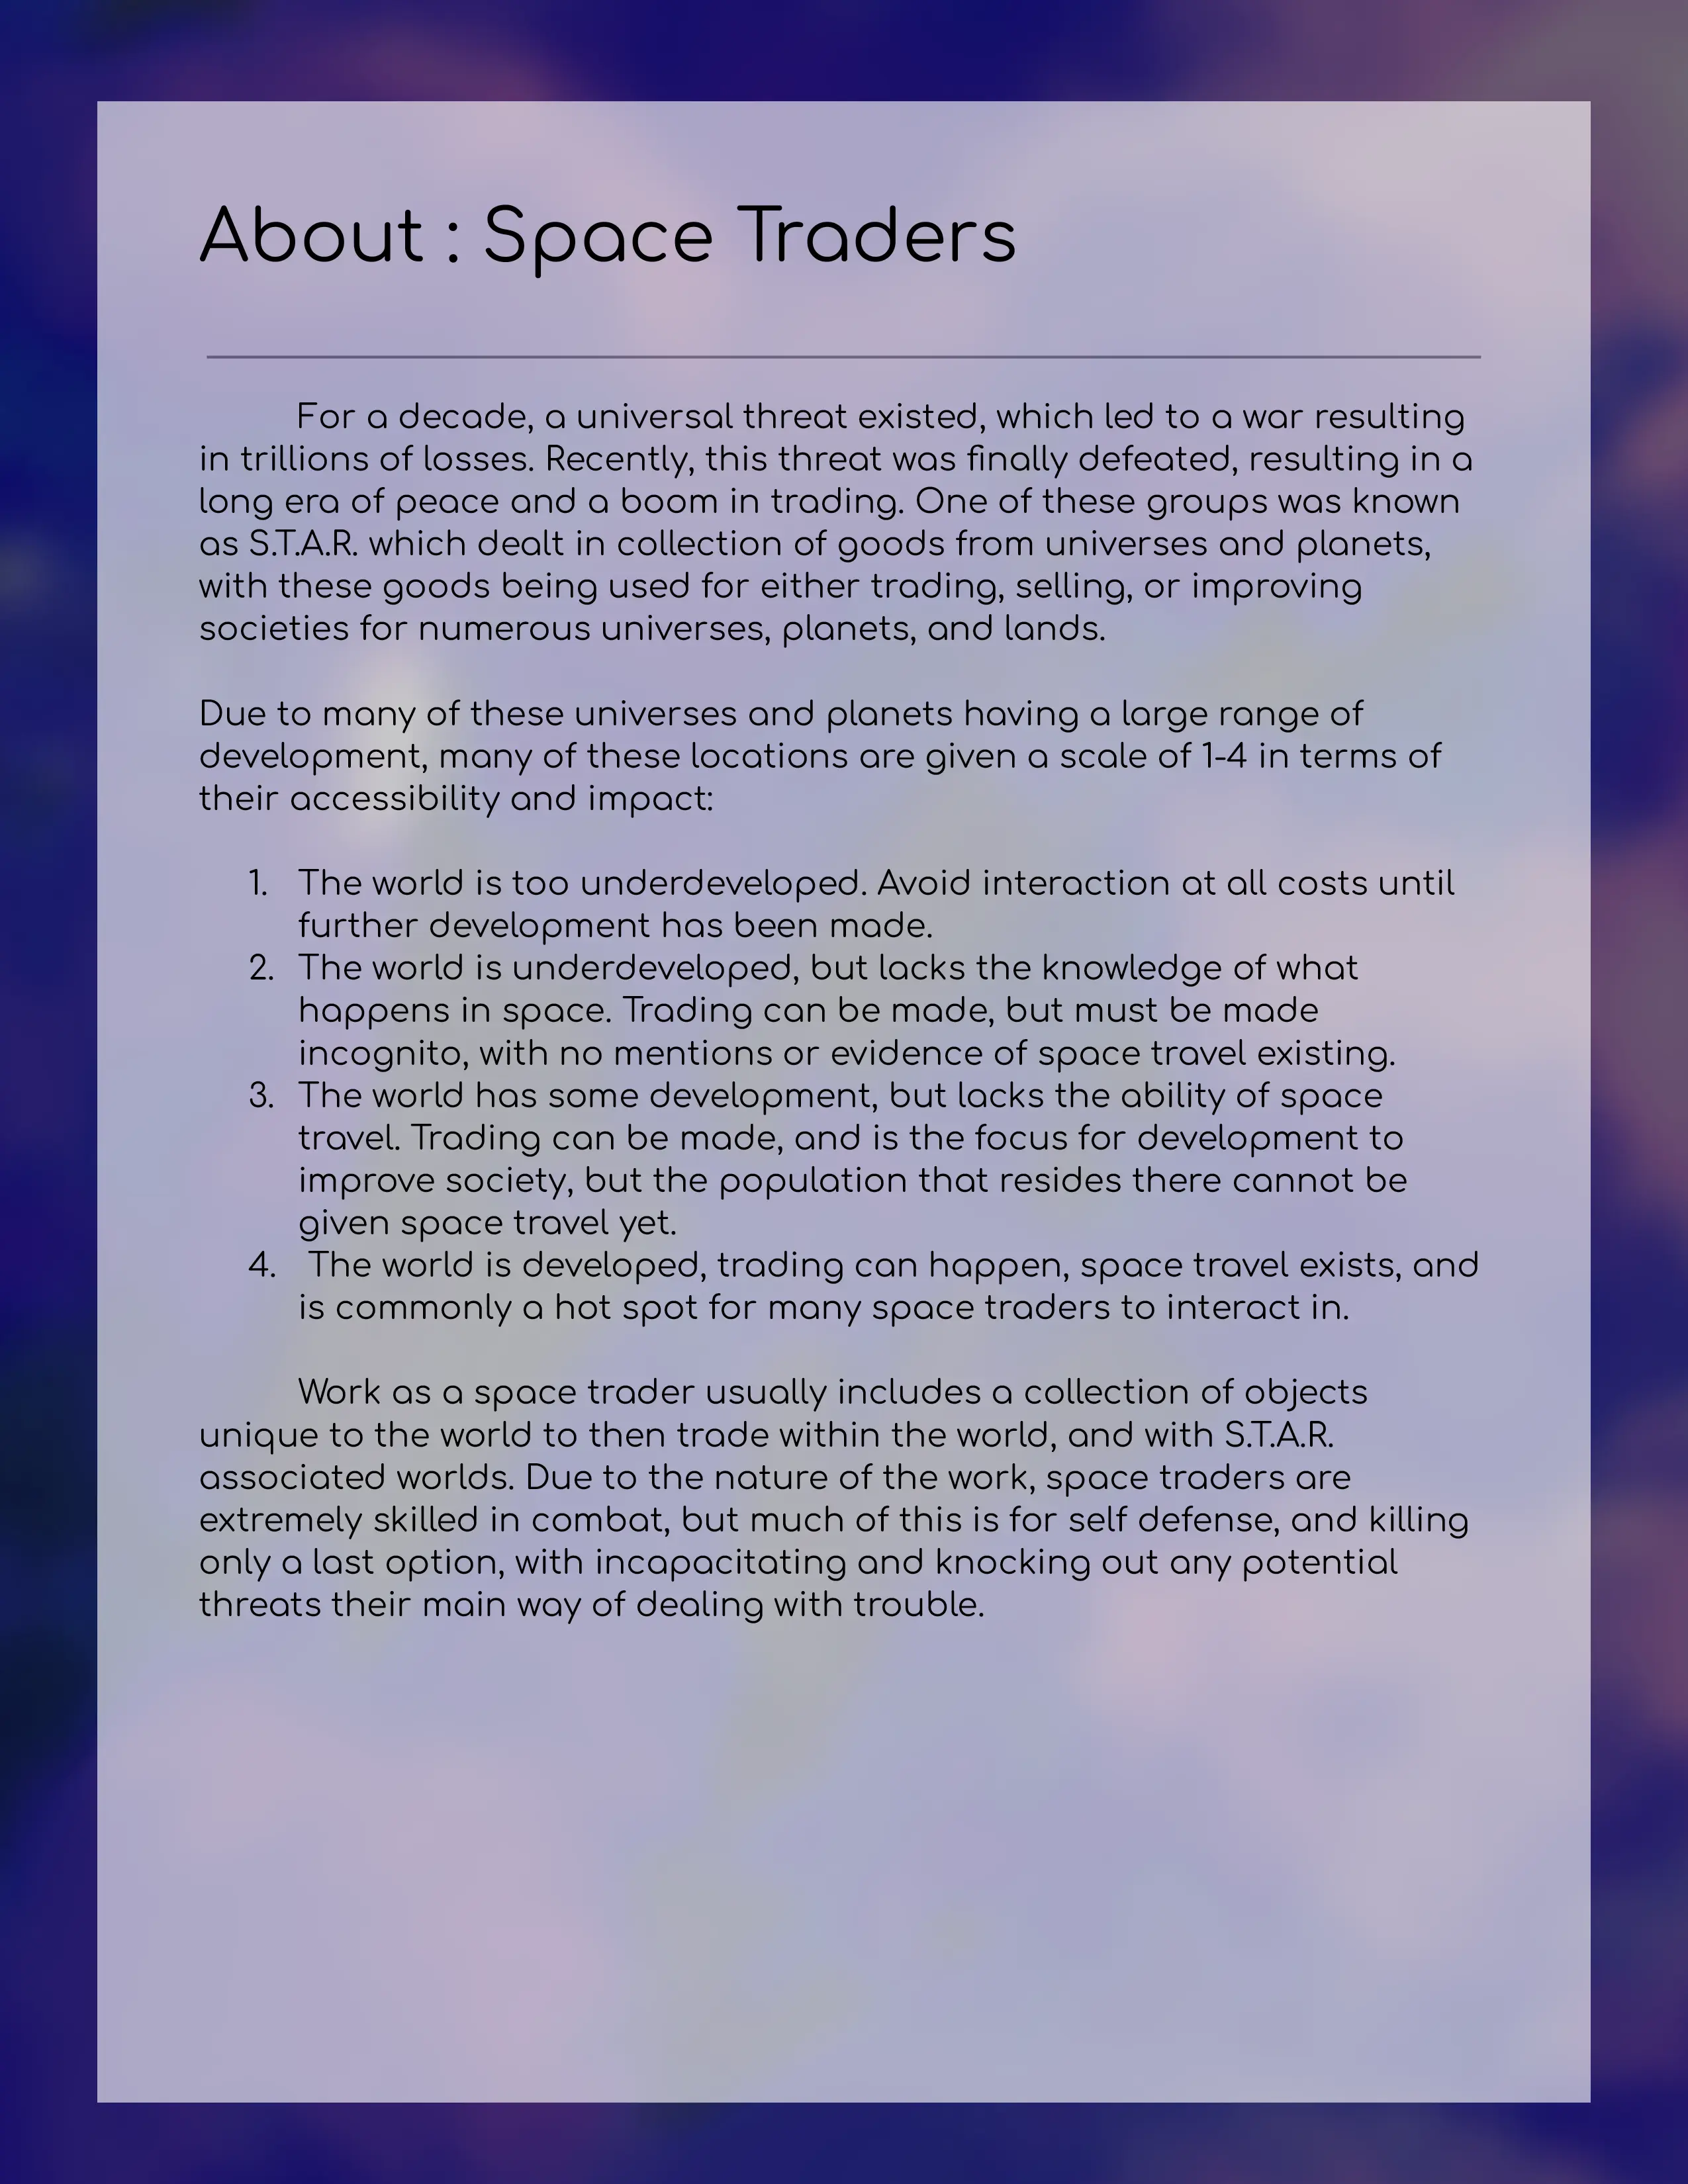 About : Space Traders
For a decade, a universal threat existed, which led to a war resulting
in trillions of losses. Recently, this threat was finally defeated, resulting in a
long era of peace and a boom in trading. One of these groups was known
as S.T.A.R. which dealt in collection of goods from universes and planets,
with these goods being used for either trading, selling, or improving
societies for numerous universes, planets, and lands.
Due to many of these universes and planets having a large range of
development, many of these locations are given a scale of 1-4 in terms of
their accessibility and impact:
1. The world is too underdeveloped. Avoid interaction at all costs until
further development has been made.
2. The world is underdeveloped, but lacks the knowledge of what
happens in space. Trading can be made, but must be made
incognito, with no mentions or evidence of space travel existing.
3. The world has some development, but lacks the ability of space
travel. Trading can be made, and is the focus for development to
improve society, but the population that resides there cannot be
given space travel yet.
4. The world is developed, trading can happen, space travel exists, and
is commonly a hot spot for many space traders to interact in.
Work as a space trader usually includes a collection of objects
unique to the world to then trade within the world, and with S.T.A.R.
associated worlds. Due to the nature of the work, space traders are
extremely skilled in combat, but much of this is for self defense, and killing
only a last option, with incapacitating and knocking out any potential
threats their main way of dealing with trouble.